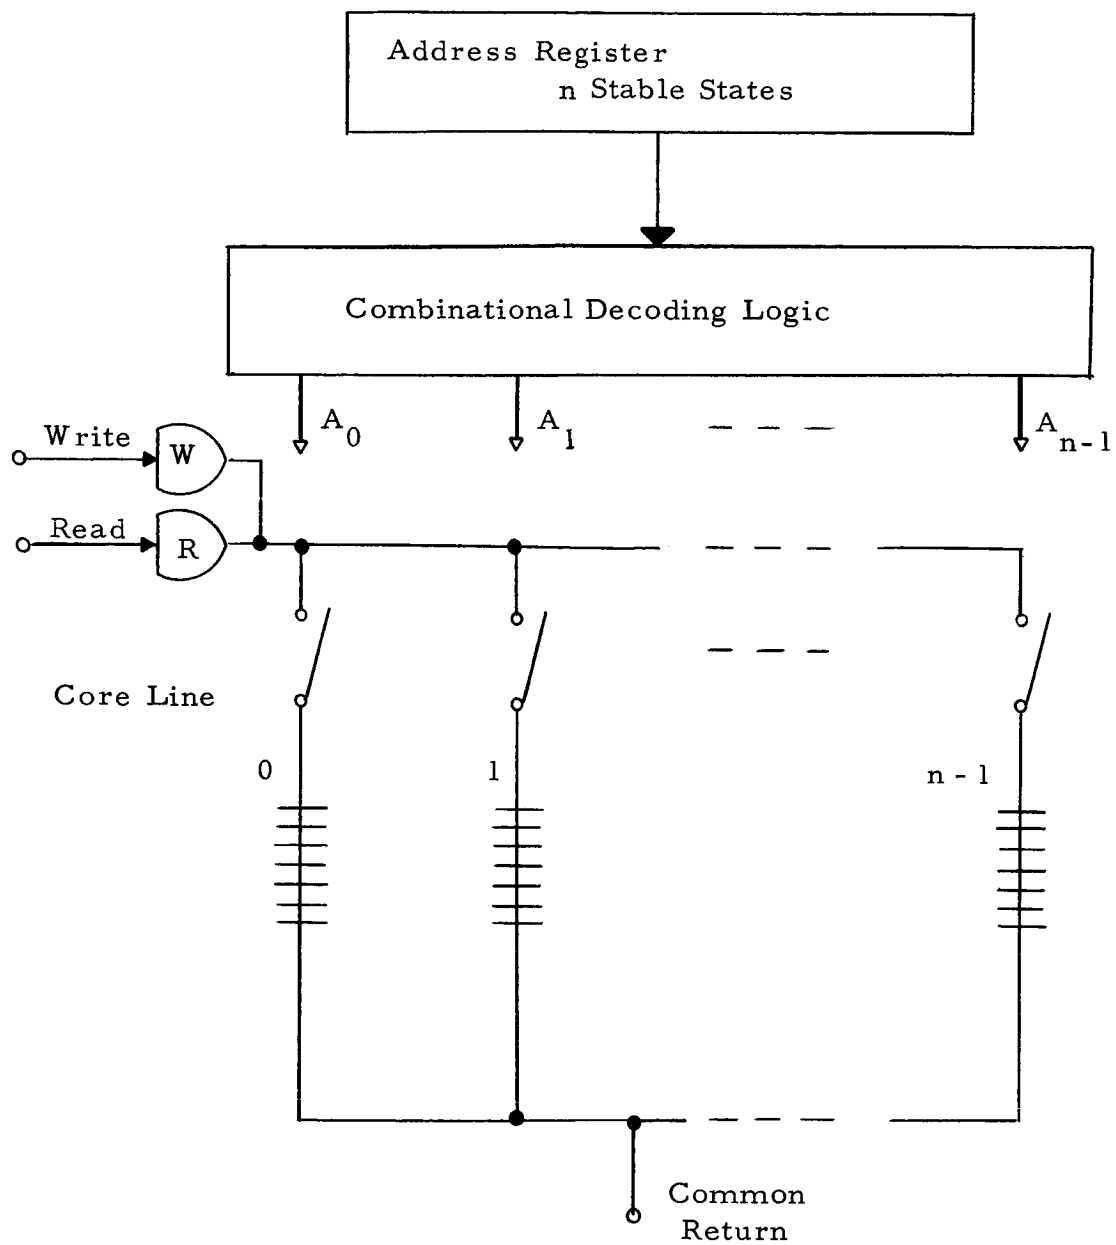 Address Register
n Stable States
Combinational Decoding Logic
A0
A1
An-1
Write
W
Read
R
Core Line
0
1
n - 1
Common
Return